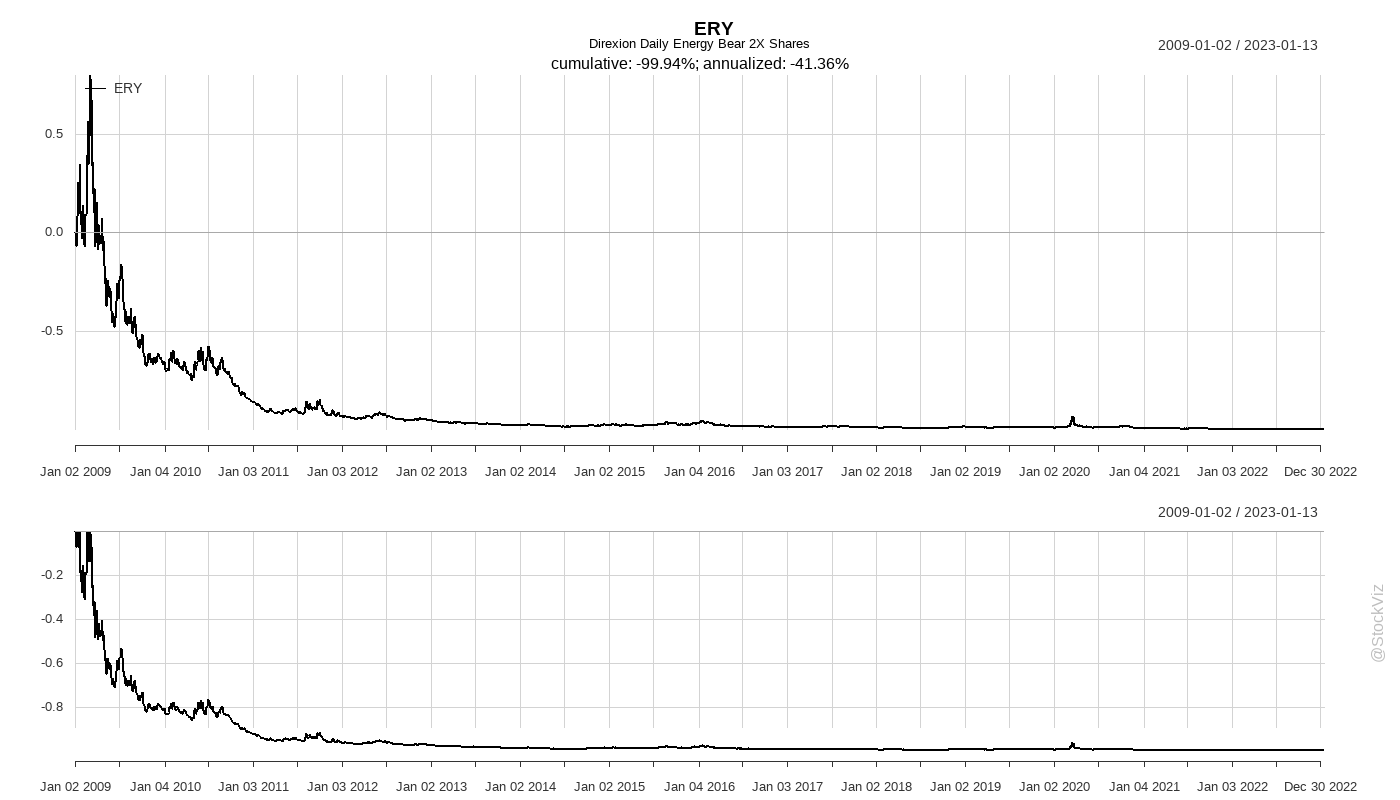 ERY
Direxion Daily Energy Bear 2X Shares
2009-01-02 / 2023-01-13
cumulative: -99.94%; annualized: -41.36%
ERY
0.5
0.0
-0.5
Jan 02 2009 Jan 04 2010 Jan 03 2011 Jan 03 2012 Jan 02 2013 Jan 02 2014 Jan 02 2015 Jan 04 2016 Jan 03 2017 Jan 02 2018 Jan 02 2019 Jan 02 2020 Jan 04 2021 Jan 03 2022 Dec 30 2022
2009-01-02 / 2023-01-13
-0.2
-0.4
-0.6
-0.8
Jan 02 2009 Jan 04 2010 Jan 03 2011 Jan 03 2012 Jan 02 2013 Jan 02 2014 Jan 02 2015 Jan 04 2016 Jan 03 2017 Jan 02 2018 Jan 02 2019 Jan 02 2020 Jan 04 2021 Jan 03 2022 Dec 30 2022
@StockViz